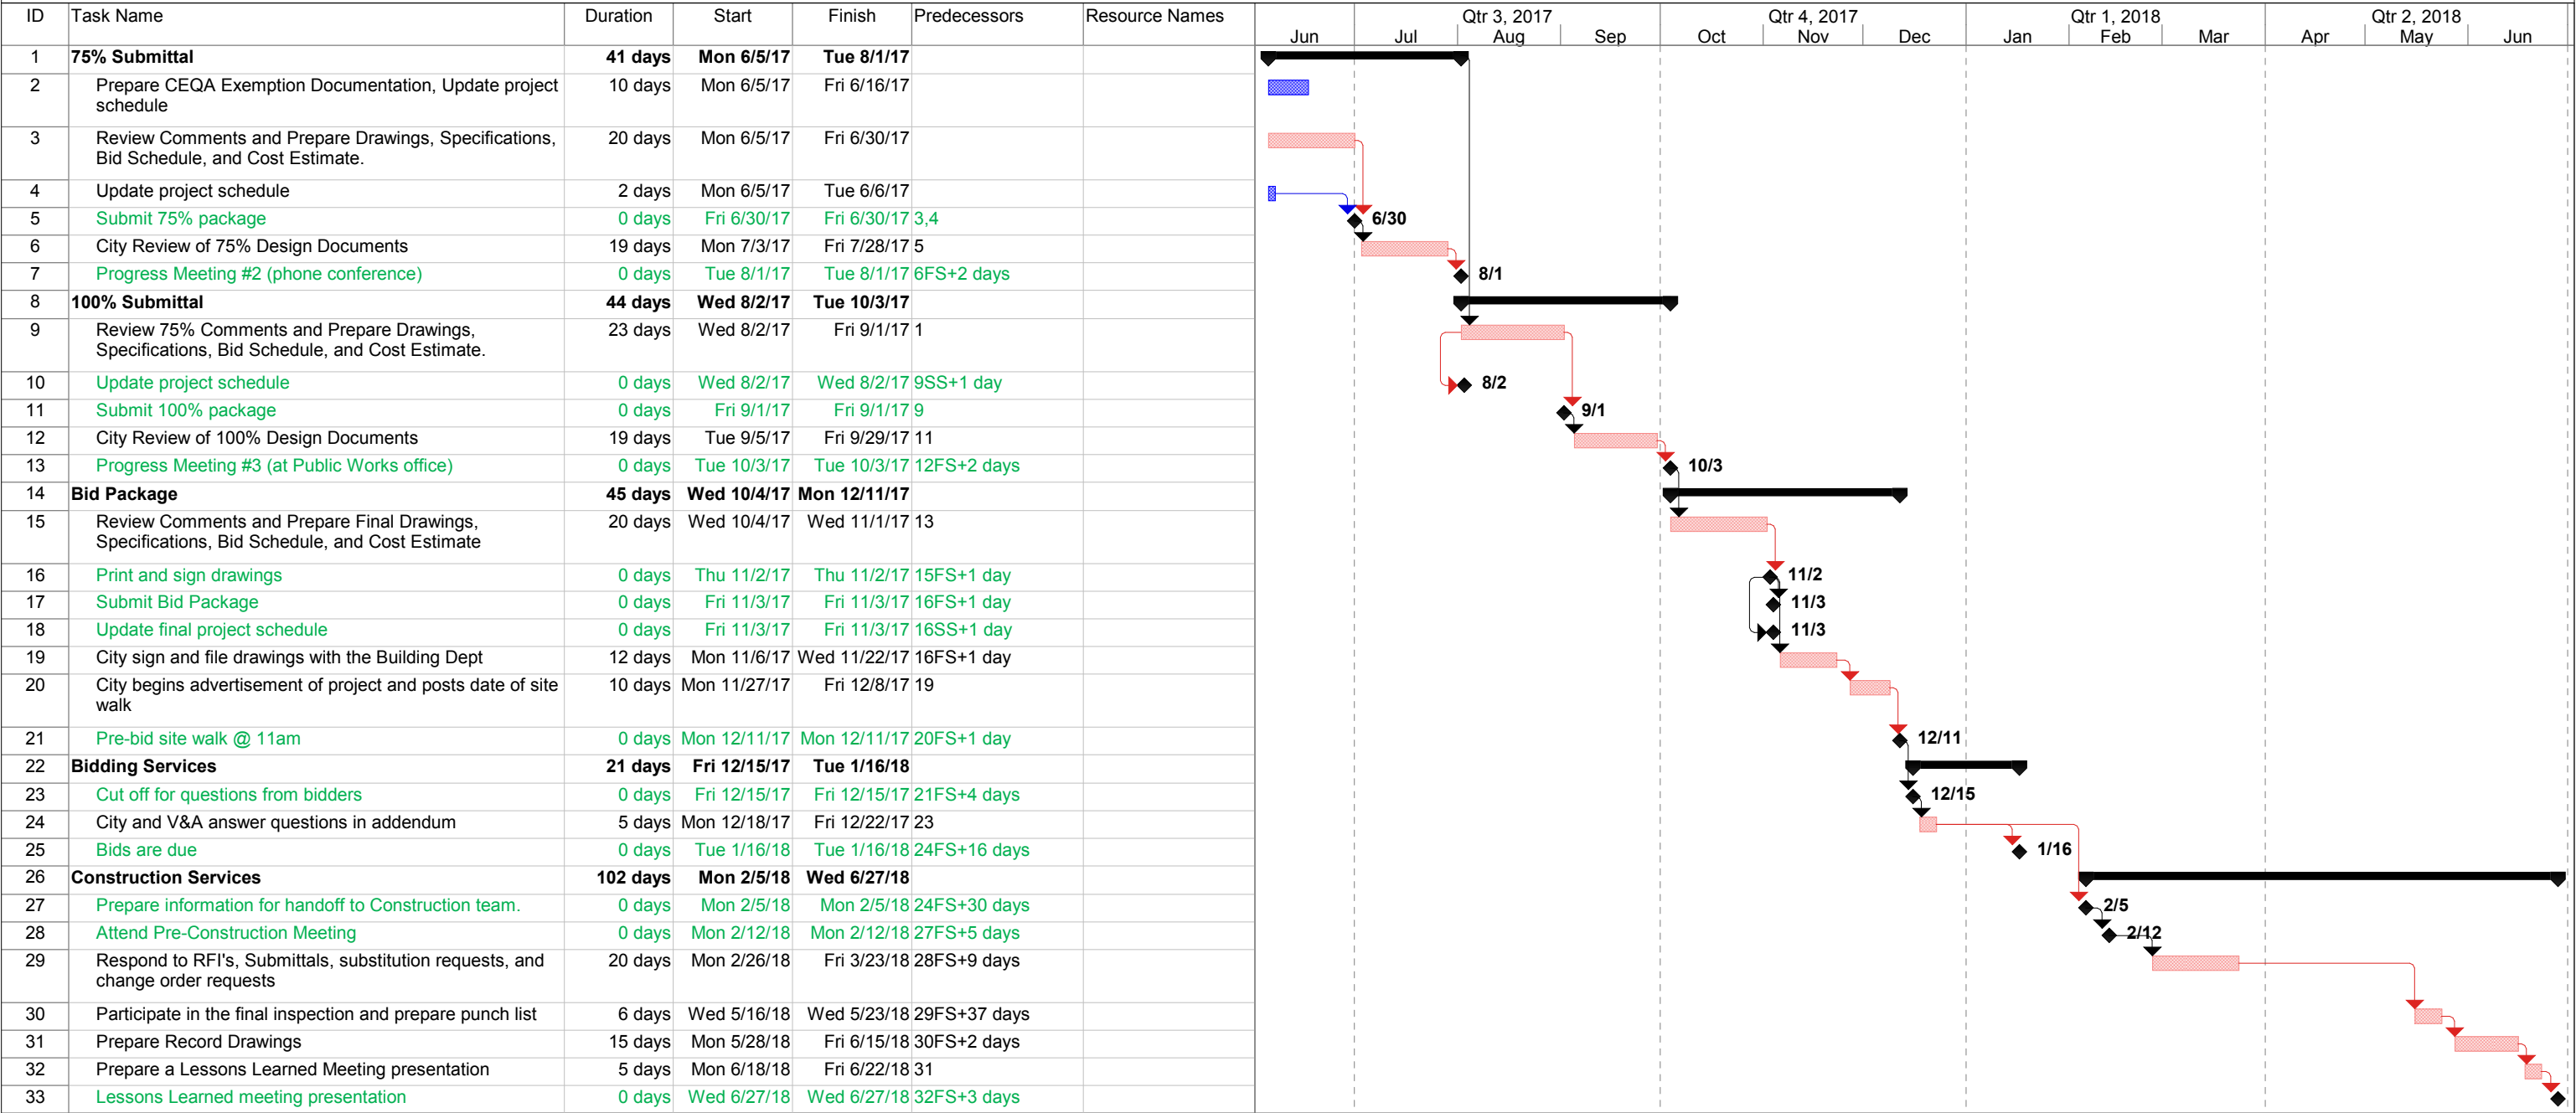 ID Task Name Duration Start Finish Predecessors Resource Names Qtr 3, 2017 Qtr 4, 2017 Qtr 1, 2018 Qtr 2, 2018
Jun Jul Aug Sep Oct Nov Dec Jan Feb Mar Apr May Jun
1 75% Submittal 41 days Mon 6/5/17 Tue 8/1/17
2 Prepare CEQA Exemption Documentation, Update project 10 days Mon 6/5/17 Fri 6/16/17
schedule
3 Review Comments and Prepare Drawings, Specifications, 20 days Mon 6/5/17 Fri 6/30/17
Bid Schedule, and Cost Estimate.
4 Update project schedule 2 days Mon 6/5/17 Tue 6/6/17
5 Submit 75% package 0 days Fri 6/30/17 Fri 6/30/17 3,4 6/30
6 City Review of 75% Design Documents 19 days Mon 7/3/17 Fri 7/28/17 5
7 Progress Meeting #2 (phone conference) 0 days Tue 8/1/17 Tue 8/1/17 6FS+2 days 8/1
8 100% Submittal 44 days Wed 8/2/17 Tue 10/3/17
9 Review 75% Comments and Prepare Drawings, 23 days Wed 8/2/17 Fri 9/1/17 1
Specifications, Bid Schedule, and Cost Estimate.
10 Update project schedule 0 days Wed 8/2/17 Wed 8/2/17 9SS+1 day 8/2
11 Submit 100% package 0 days Fri 9/1/17 Fri 9/1/17 9 9/1
12 City Review of 100% Design Documents 19 days Tue 9/5/17 Fri 9/29/17 11
13 Progress Meeting #3 (at Public Works office) 0 days Tue 10/3/17 Tue 10/3/17 12FS+2 days 10/3
14 Bid Package 45 days Wed 10/4/17 Mon 12/11/17
15 Review Comments and Prepare Final Drawings, 20 days Wed 10/4/17 Wed 11/1/17 13
Specifications, Bid Schedule, and Cost Estimate
16 Print and sign drawings 0 days Thu 11/2/17 Thu 11/2/17 15FS+1 day 11/2
17 Submit Bid Package 0 days Fri 11/3/17 Fri 11/3/17 16FS+1 day 11/3
18 Update final project schedule 0 days Fri 11/3/17 Fri 11/3/17 16SS+1 day 11/3
19 City sign and file drawings with the Building Dept 12 days Mon 11/6/17 Wed 11/22/17 16FS+1 day
20 City begins advertisement of project and posts date of site 10 days Mon 11/27/17 Fri 12/8/17 19
walk
21 Pre-bid site walk @ 11am 0 days Mon 12/11/17 Mon 12/11/17 20FS+1 day 12/11
22 Bidding Services 21 days Fri 12/15/17 Tue 1/16/18
23 Cut off for questions from bidders 0 days Fri 12/15/17 Fri 12/15/17 21FS+4 days 12/15
24 City and V&A answer questions in addendum 5 days Mon 12/18/17 Fri 12/22/17 23
25 Bids are due 0 days Tue 1/16/18 Tue 1/16/18 24FS+16 days 1/16
26 Construction Services 102 days Mon 2/5/18 Wed 6/27/18
27 Prepare information for handoff to Construction team. 0 days Mon 2/5/18 Mon 2/5/18 24FS+30 days 2/5
28 Attend Pre-Construction Meeting 0 days Mon 2/12/18 Mon 2/12/18 27FS+5 days 2/12
29 Respond to RFI's, Submittals, substitution requests, and 20 days Mon 2/26/18 Fri 3/23/18 28FS+9 days
change order requests
30 Participate in the final inspection and prepare punch list 6 days Wed 5/16/18 Wed 5/23/18 29FS+37 days
31 Prepare Record Drawings 15 days Mon 5/28/18 Fri 6/15/18 30FS+2 days
32 Prepare a Lessons Learned Meeting presentation 5 days Mon 6/18/18 Fri 6/22/18 31
33 Lessons Learned meeting presentation 0 days Wed 6/27/18 Wed 6/27/18 32FS+3 days